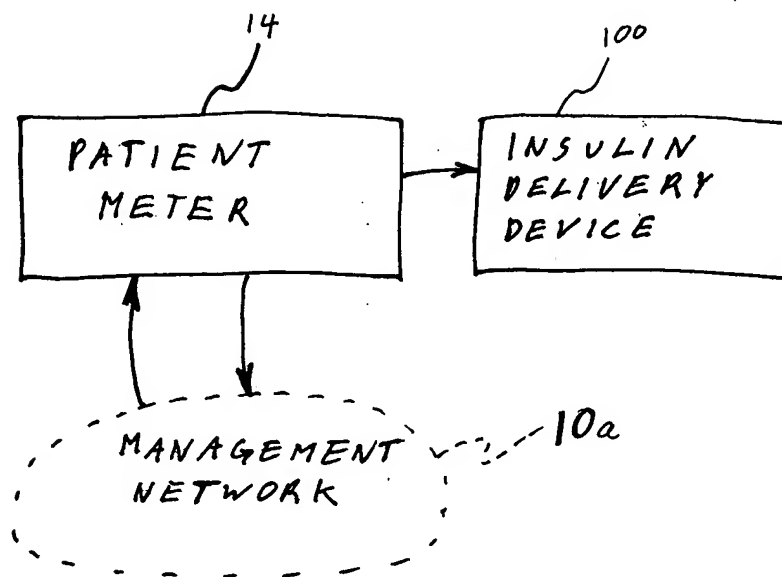 14
100
PATIENT
METER
INSULIN
DELIVERY
DEVICE
MANAGEMENT
NETWORK
10a